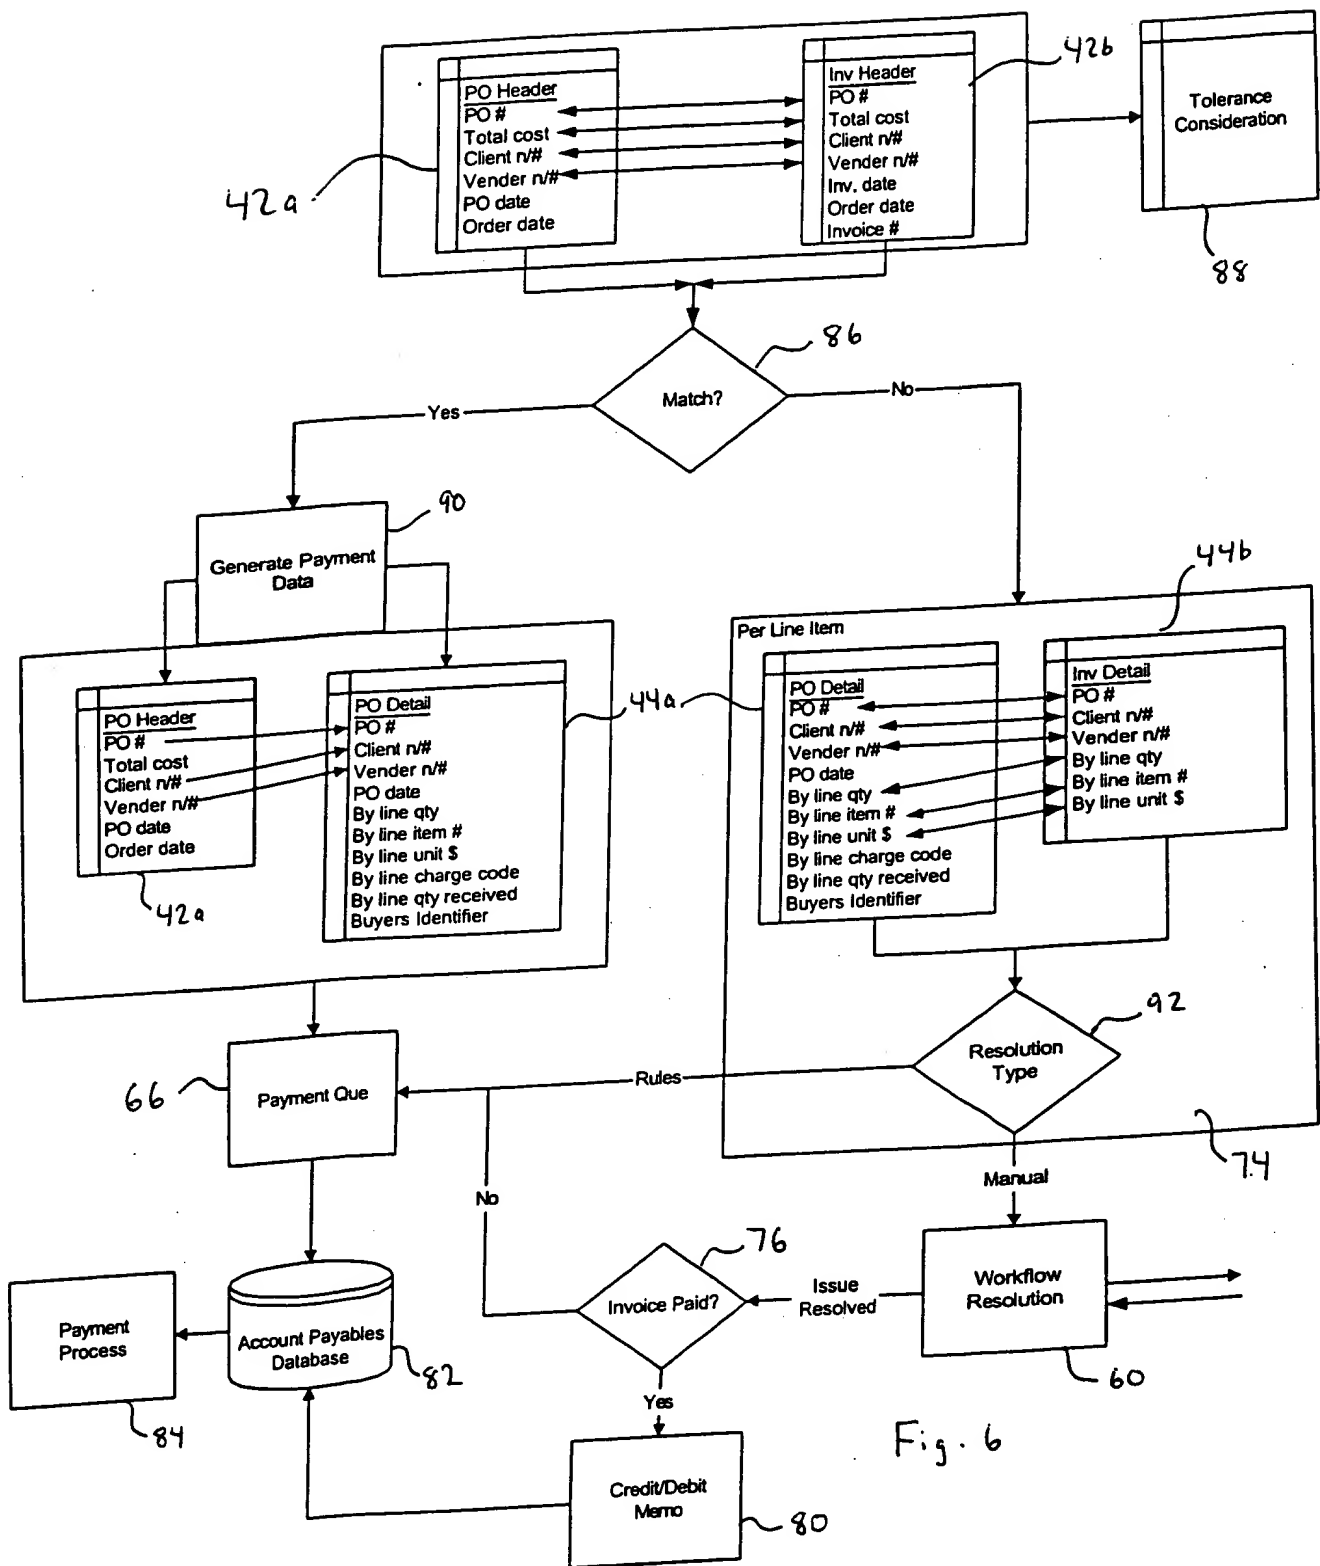 PO Header
PO #
Total cost
Client n/#
Vender n/#
PO date
Order date
42a
Inv Header
PO #
Total cost
Client n/#
Vender n/#
Inv. date
Order date
Invoice #
42b
Tolerance
Consideration
88
Match?
86
Yes
No
Generate Payment
Data
90
PO Header
PO #
Total cost
Client n/#
Vender n/#
PO date
Order date
42a
PO Detail
PO #
Client n/#
Vender n/#
PO date
By line qty
By line item #
By line unit $
By line charge code
By line qty received
Buyers Identifier
44a
Per Line Item
PO Detail
PO #
Client n/#
Vender n/#
PO date
By line qty
By line item #
By line unit $
By line charge code
By line qty received
Buyers Identifier
44b
Inv Detail
PO #
Client n/#
Vender n/#
By line qty
By line item #
By line unit $
Resolution
Type
92
74
Rules
Manual
66
Payment Que
No
Workflow
Resolution
60
Issue
Resolved
Invoice Paid?
76
Yes
Payment
Process
84
Account Payables
Database
82
Credit/Debit
Memo
80
Fig. 6